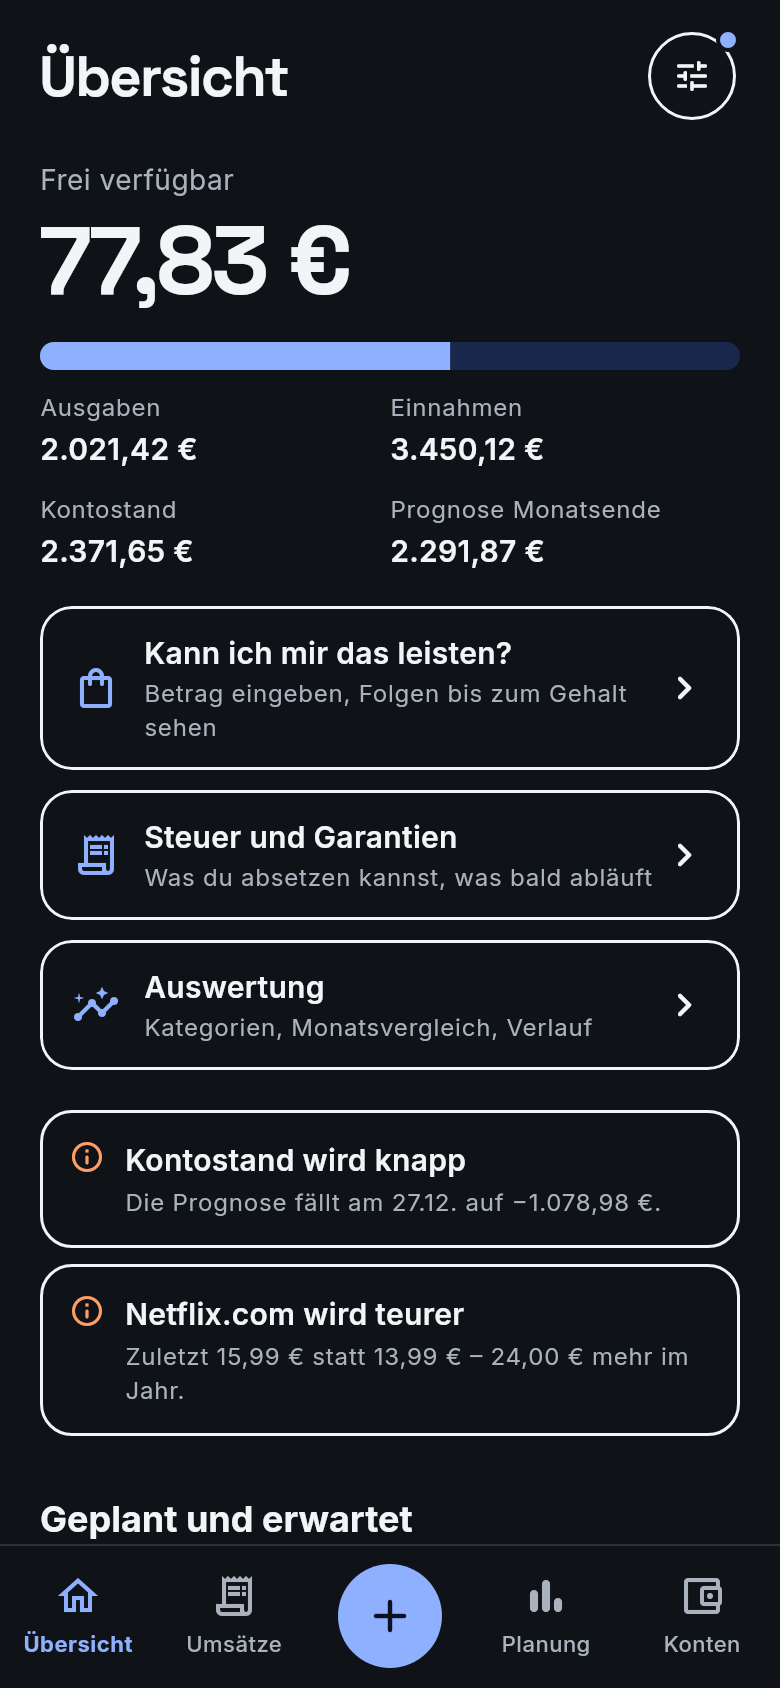 Übersicht
Frei verfügbar
77,83 €
Ausgaben
Einnahmen
2.021,42 €
3.450,12 €
Kontostand
Prognose Monatsende
2.371,65 €
2.291,87 €
Kann ich mir das leisten?
Betrag eingeben, Folgen bis zum Gehalt
sehen
Steuer und Garantien
Was du absetzen kannst, was bald abläuft
Auswertung
Kategorien, Monatsvergleich, Verlauf
Kontostand wird knapp
Die Prognose fällt am 27.12. auf −1.078,98 €.
Netflix.com wird teurer
Zuletzt 15,99 € statt 13,99 € – 24,00 € mehr im
Jahr.
Geplant und erwartet
Übersicht
Umsätze
Planung
Konten